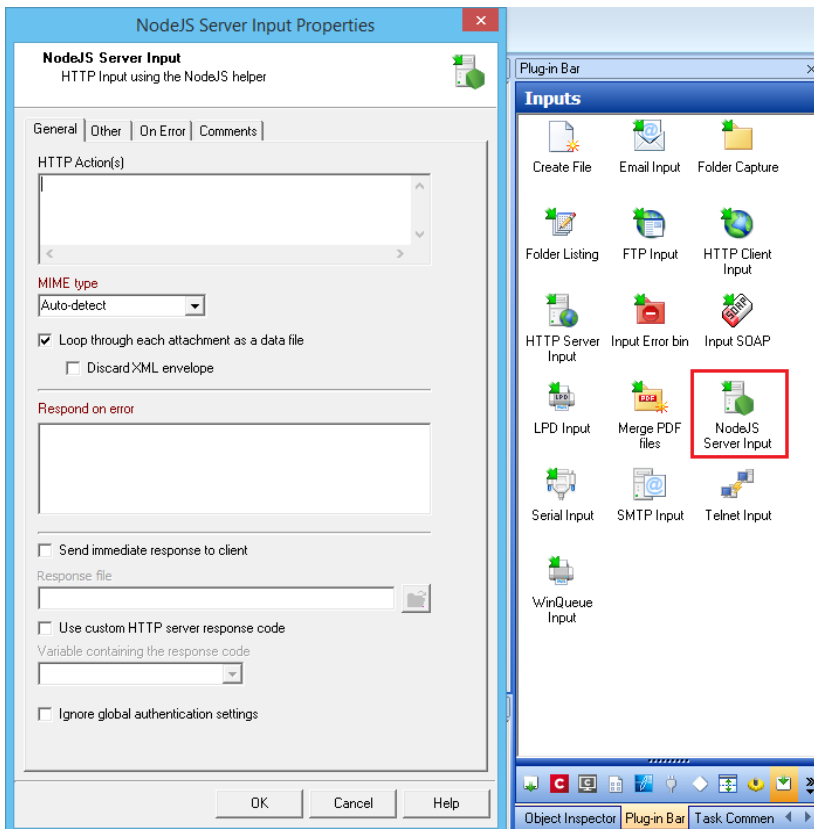 NodeJS Server Input Properties
NodeJS Server Input
HTTP Input using the NodeJS helper
General
Other
On Error
Comments
HTTP Action(s)
MIME type
Auto-detect
Loop through each attachment as a data file
Discard XML envelope
Respond on error
Send immediate response to client
Response file
Use custom HTTP server response code
Variable containing the response code
Ignore global authentication settings
OK
Cancel
Help
Plug-in Bar
Inputs
Create File
Email Input
Folder Capture
Folder Listing
FTP Input
HTTP Client
Input
HTTP Server
Input
Input Error bin
Input SOAP
SOAP
LPD
LPD Input
PDF
Merge PDF
files
NodeJS
Server Input
Serial Input
SMTP Input
Telnet Input
WinQueue
Input
Object Inspector
Plug-in Bar
Task Commen